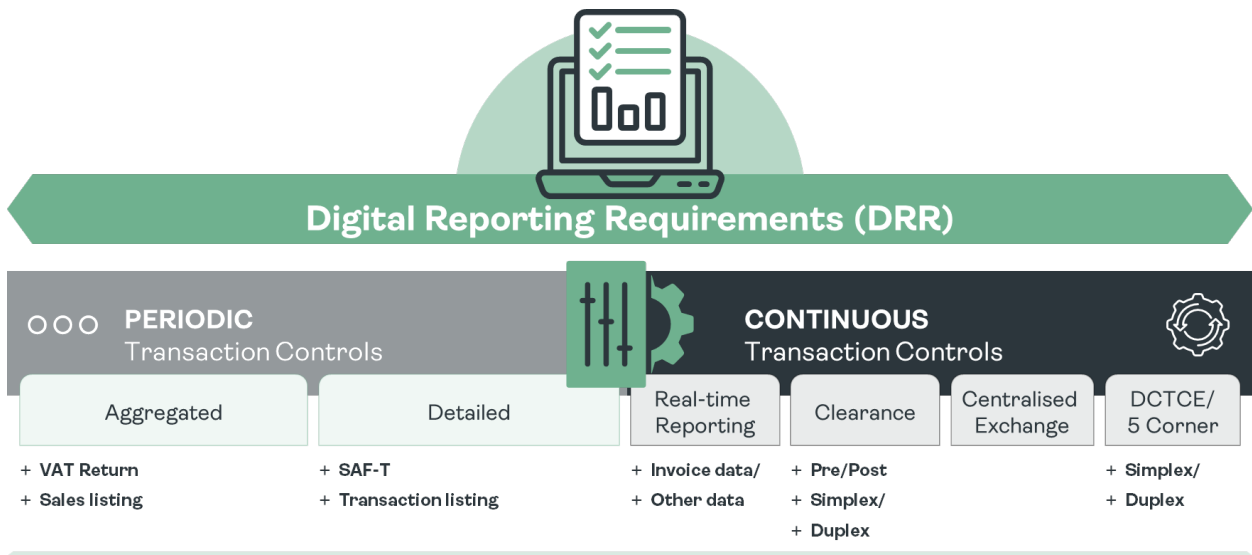 Digital Reporting Requirements (DRR)
PERIODIC
Transaction Controls
CONTINUOUS
Transaction Controls
Aggregated
+ VAT Return
+ Sales listing
Detailed
+ SAF-T
+ Transaction listing
Real-time
Reporting
+ Invoice data/
+ Other data
Clearance
+ Pre/Post
+ Simplex/
+ Duplex
Centralised
Exchange
DCTCE/
5 Corner
+ Simplex/
+ Duplex